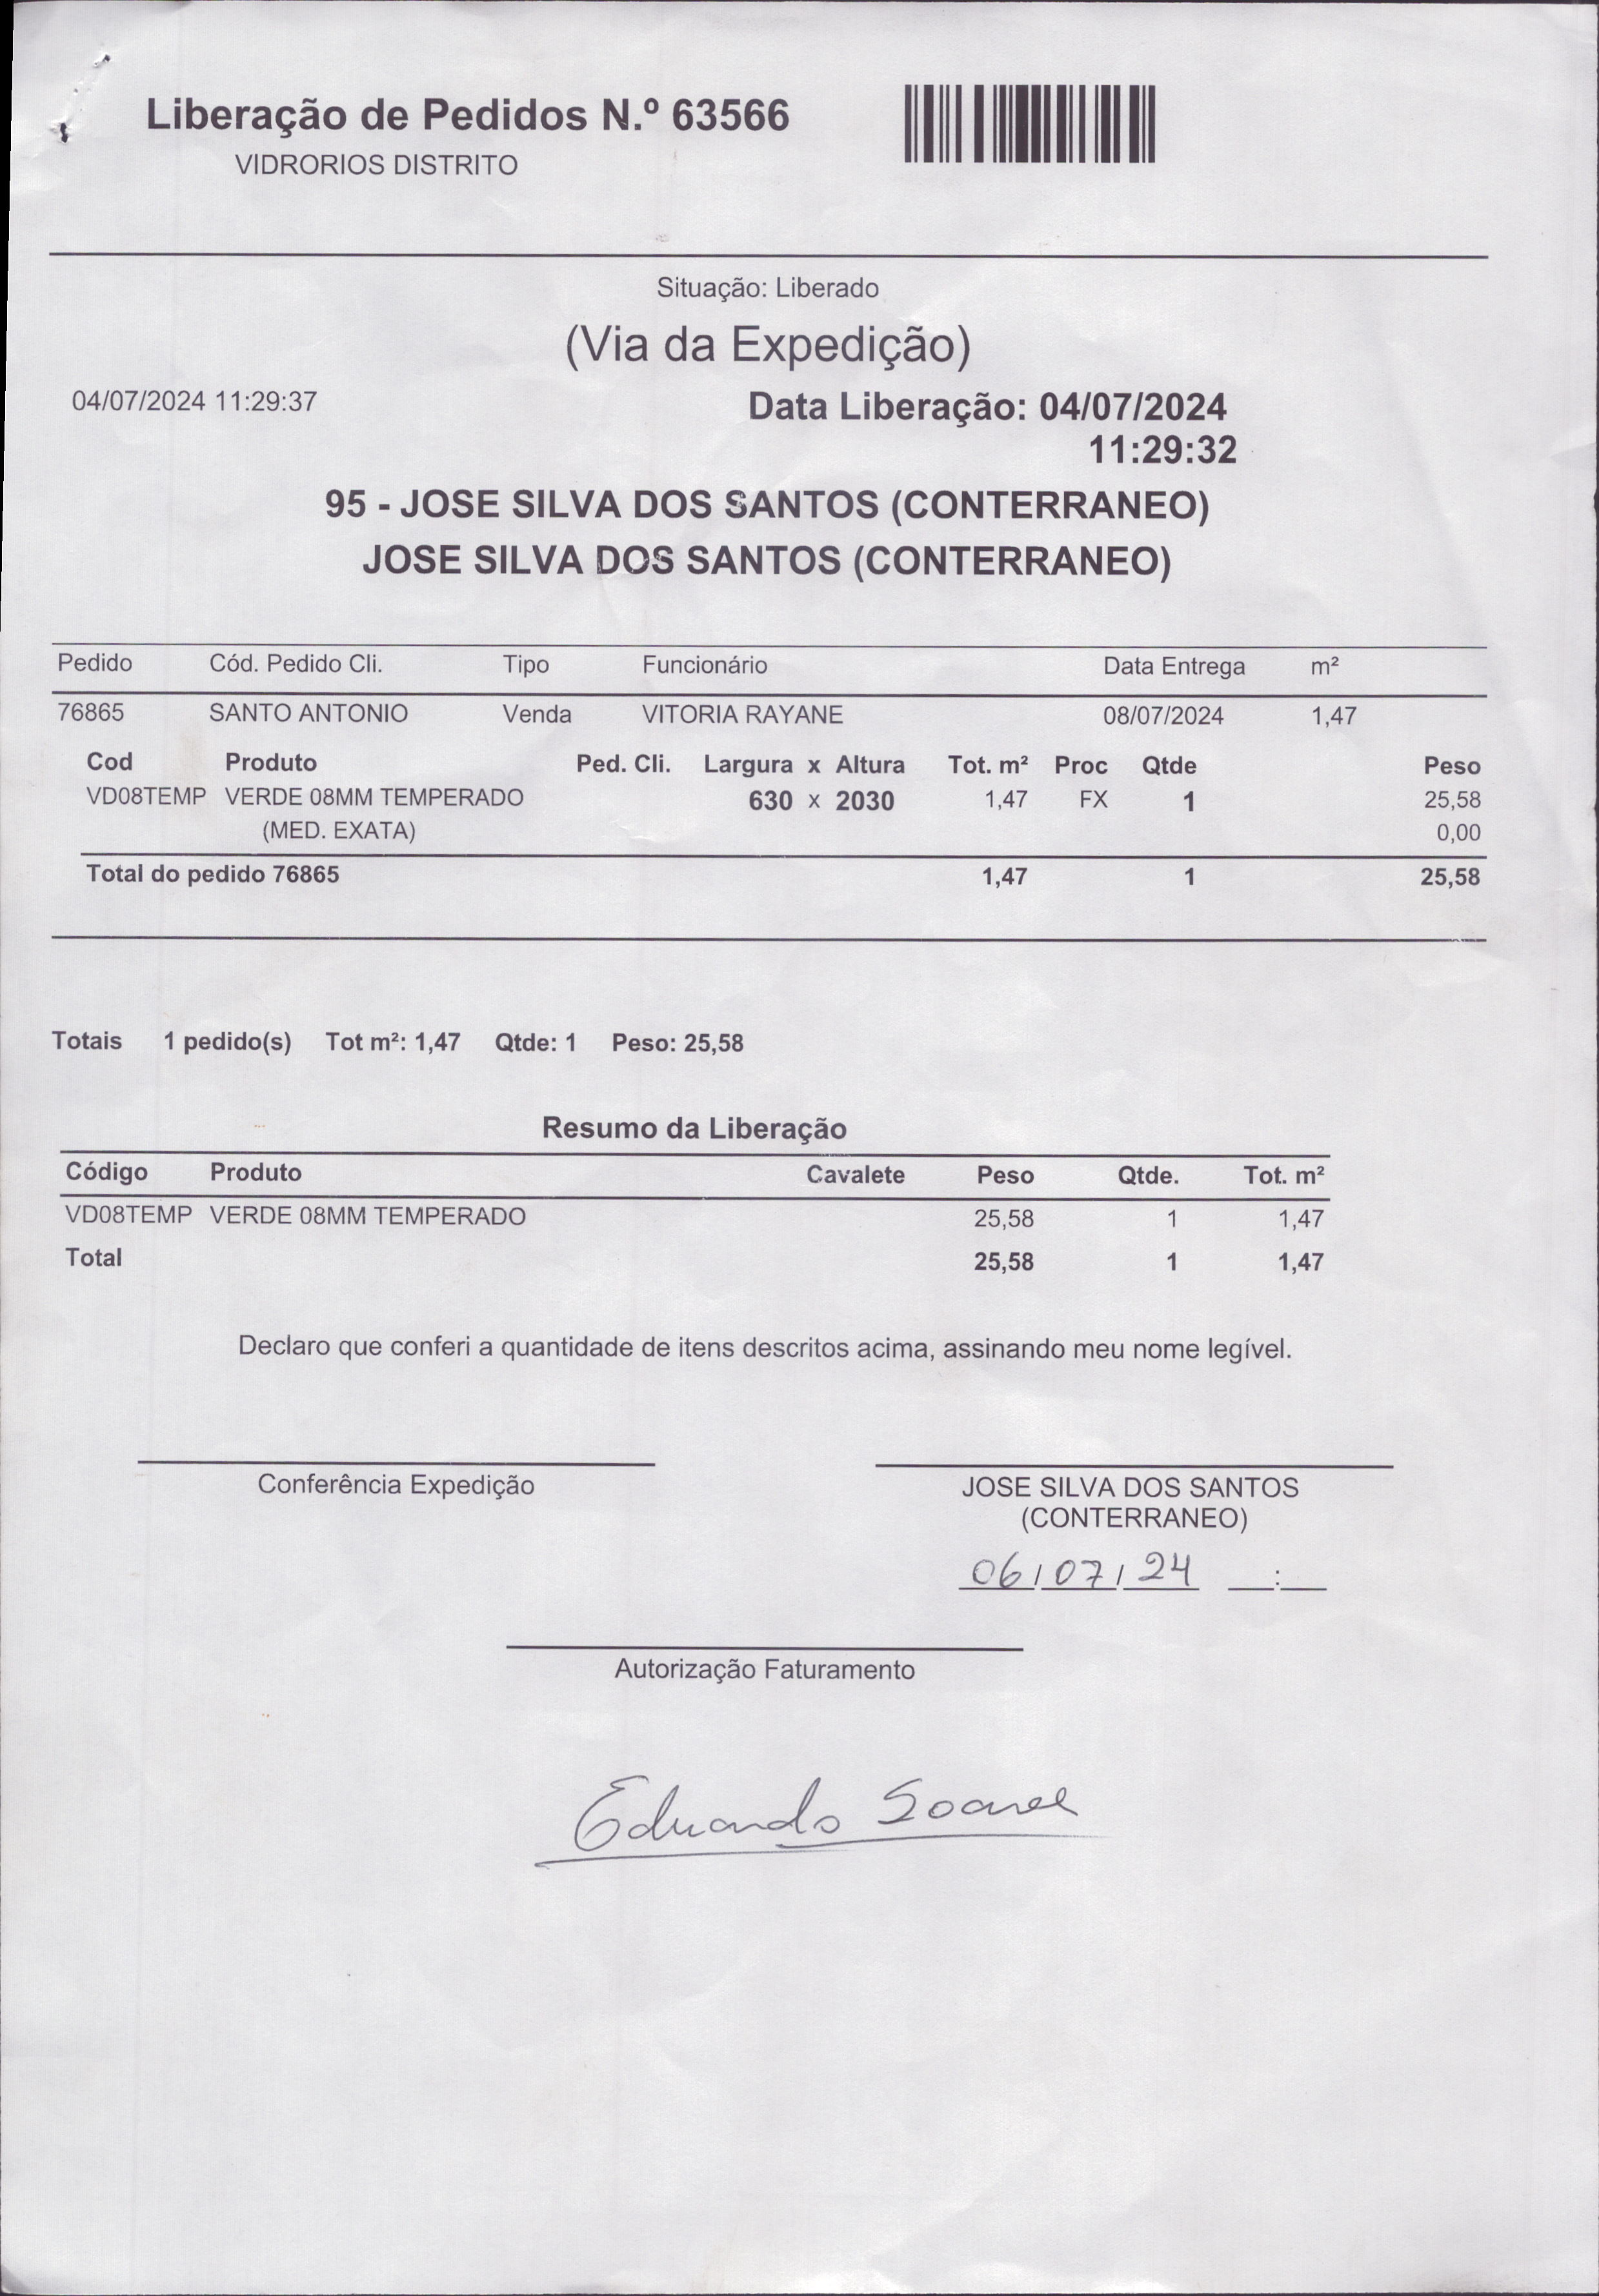 Liberação de Pedidos N.º 63566
VIDRORIOS DISTRITO
Situação: Liberado
(Via da Expedição)
04/07/2024 11:29:37 Data Liberação: 04/07/2024
11:29:32
95 - JOSE SILVA DOS SANTOS (CONTERRANEO)
JOSE SILVA DOS SANTOS (CONTERRANEO)
Pedido Cód. Pedido Cli. Tipo Funcionário Data Entrega m²
76865 SANTO ANTONIO Venda VITORIA RAYANE 08/07/2024 1,47
Cod Produto Ped. Cli. Largura x Altura Tot. m² Proc Qtde Peso
VD08TEMP VERDE 08MM TEMPERADO 630 x 2030 1,47 FX 1 25,58
(MED. EXATA) 0,00
Total do pedido 76865 1,47 1 25,58
Totais 1 pedido(s) Tot m²: 1,47 Qtde: 1 Peso: 25,58
Resumo da Liberação
Código Produto Cavalete Peso Qtde. Tot. m²
VD08TEMP VERDE 08MM TEMPERADO 25,58 1 1,47
Total 25,58 1 1,47
Declaro que conferi a quantidade de itens descritos acima, assinando meu nome legível.
Conferência Expedição JOSE SILVA DOS SANTOS
(CONTERRANEO)
06/07/24 __:__
Autorização Faturamento
Eduardo Soares